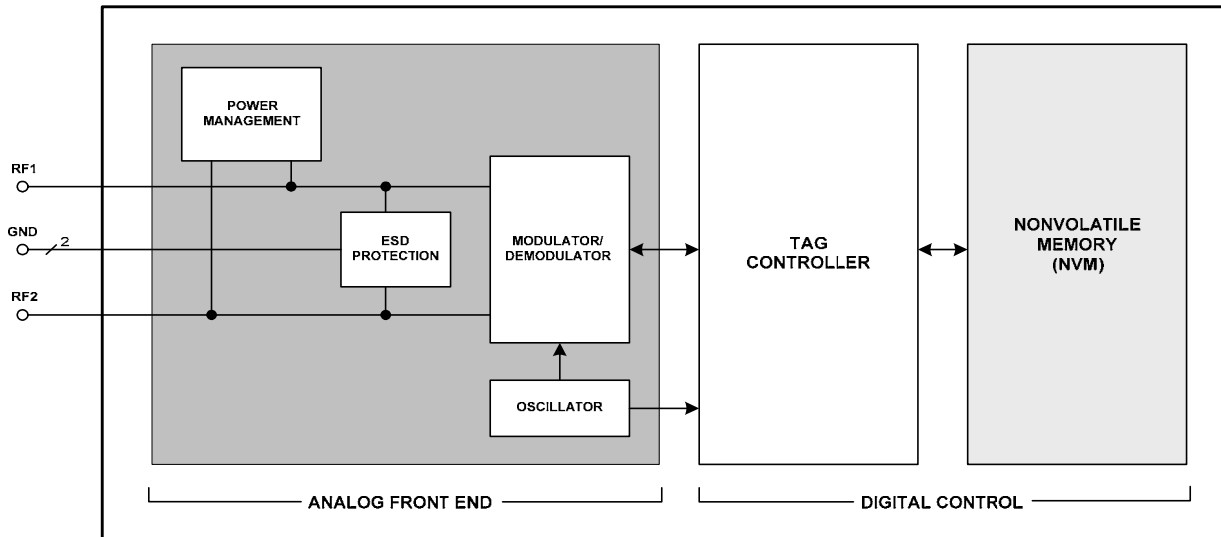 POWER
MANAGEMENT
RF1
GND
2
RF2
ESD
PROTECTION
MODULATOR/
DEMODULATOR
OSCILLATOR
TAG
CONTROLLER
NONVOLATILE
MEMORY
(NVM)
ANALOG FRONT END
DIGITAL CONTROL